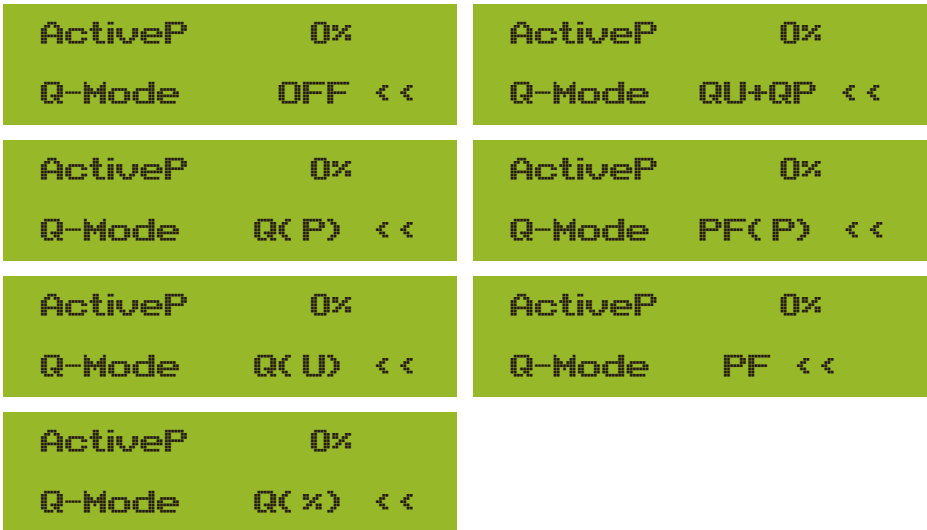 ActiveP 0%
Q-Mode OFF <<
ActiveP 0%
Q-Mode QU+QP <<
ActiveP 0%
Q-Mode Q(P) <<
ActiveP 0%
Q-Mode PF(P) <<
ActiveP 0%
Q-Mode Q(U) <<
ActiveP 0%
Q-Mode PF <<
ActiveP 0%
Q-Mode Q(%) <<